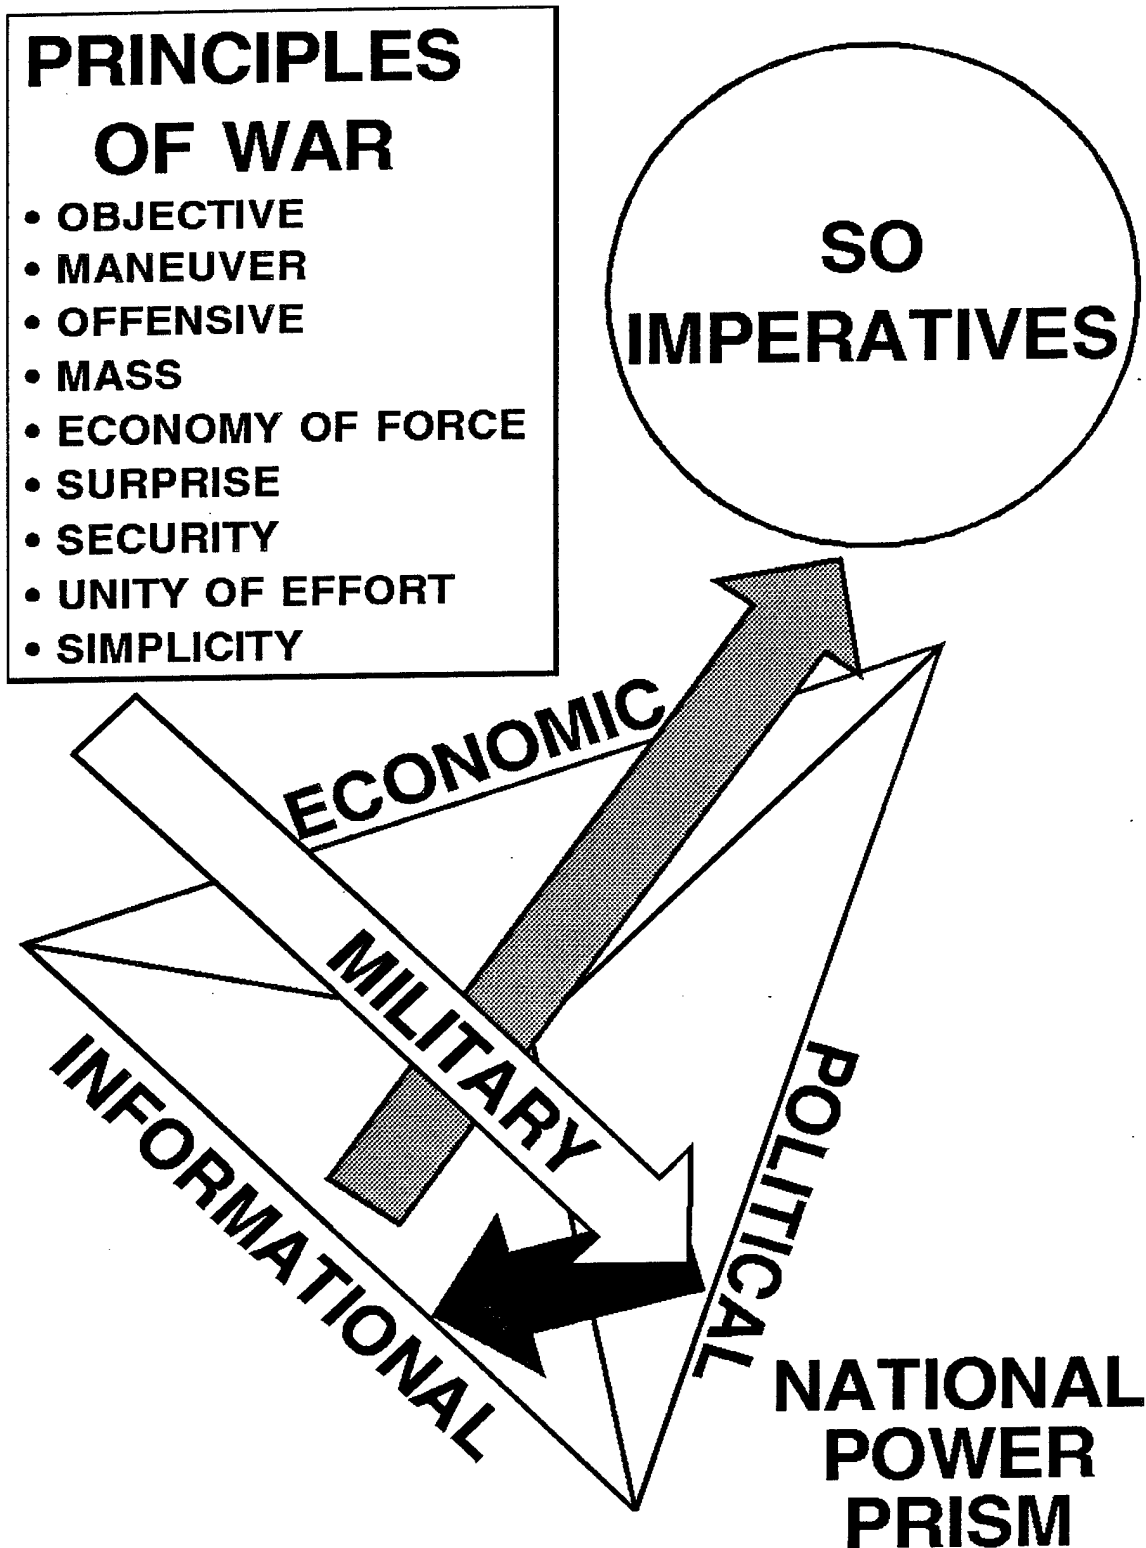 PRINCIPLES
OF WAR
• OBJECTIVE
• MANEUVER
• OFFENSIVE
• MASS
• ECONOMY OF FORCE
• SURPRISE
• SECURITY
• UNITY OF EFFORT
• SIMPLICITY
SO
IMPERATIVES
ECONOMIC
MILITARY
INFORMATIONAL
POLITICAL
NATIONAL
POWER
PRISM